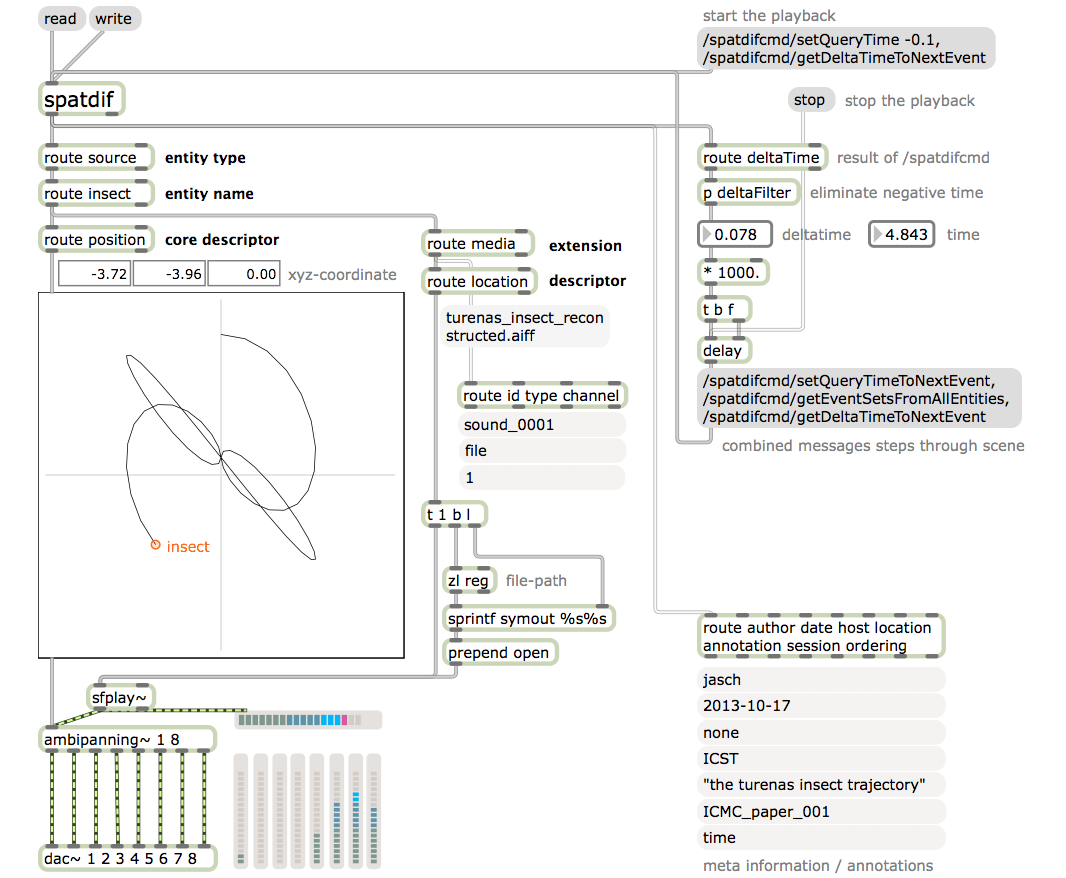 read
write
spatdif
route source
entity type
route insect
entity name
route position
core descriptor
-3.72
-3.96
0.00
xyz-coordinate
insect
route media
extension
route location
descriptor
turenas_insect_recon
structed.aiff
route id type channel
sound_0001
file
1
t 1 b l
zl reg
file-path
sprintf symout %s%s
prepend open
sfplay~
ambipanning~ 1 8
dac~ 1 2 3 4 5 6 7 8
start the playback
/spatdifcmd/setQueryTime -0.1,
/spatdifcmd/getDeltaTimeToNextEvent
stop
stop the playback
route deltaTime
result of /spatdifcmd
p deltaFilter
eliminate negative time
0.078
deltatime
4.843
time
* 1000.
t b f
delay
/spatdifcmd/setQueryTimeToNextEvent,
/spatdifcmd/getEventSetsFromAllEntities,
/spatdifcmd/getDeltaTimeToNextEvent
combined messages steps through scene
route author date host location
annotation session ordering
jasch
2013-10-17
none
ICST
"the turenas insect trajectory"
ICMC_paper_001
time
meta information / annotations